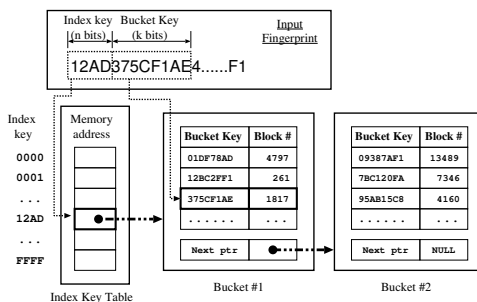 Index key
(n bits)
Bucket Key
(k bits)
Input
Fingerprint
12AD375CF1AE4......F1
Index
key
Memory
address
0000
0001
...
12AD
...
FFFF
Index Key Table
Bucket Key Block #
01DF78AD 4797
12BC2FF1 261
375CF1AE 1817
...... ...
Next ptr
Bucket #1
Bucket Key Block #
09387AF1 13489
7BC120FA 7346
95AB15C8 4160
...... ...
Next ptr NULL
Bucket #2